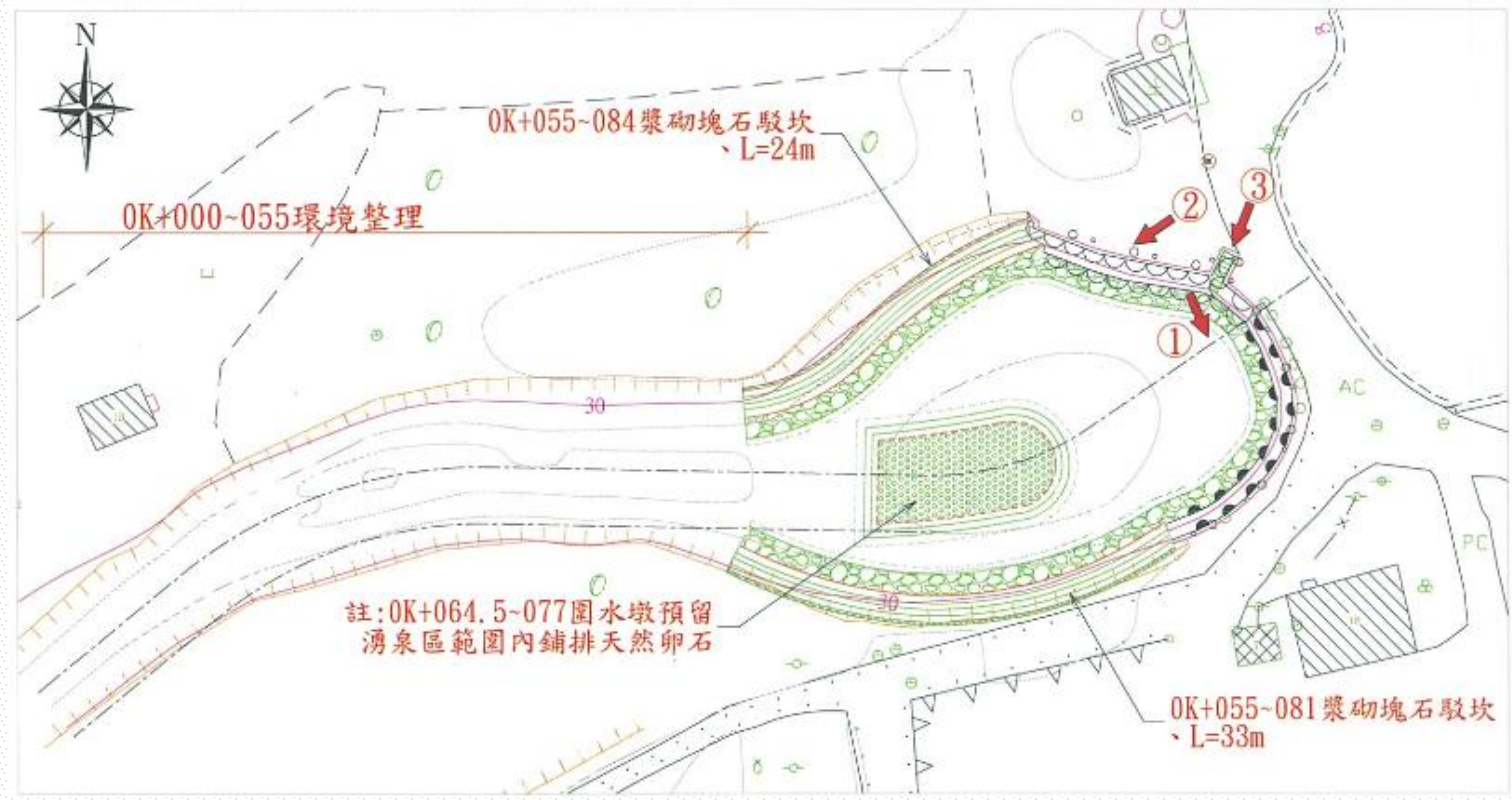 N
0K+055~084漿砌塊石駁坎
、L=24m
0K+000~055環境整理
②
③
①
30
AC
PC
30
註:0K+064.5~077圍水墩預留
湧泉區範圍內鋪排天然卵石
0K+055~081漿砌塊石駁坎
、L=33m